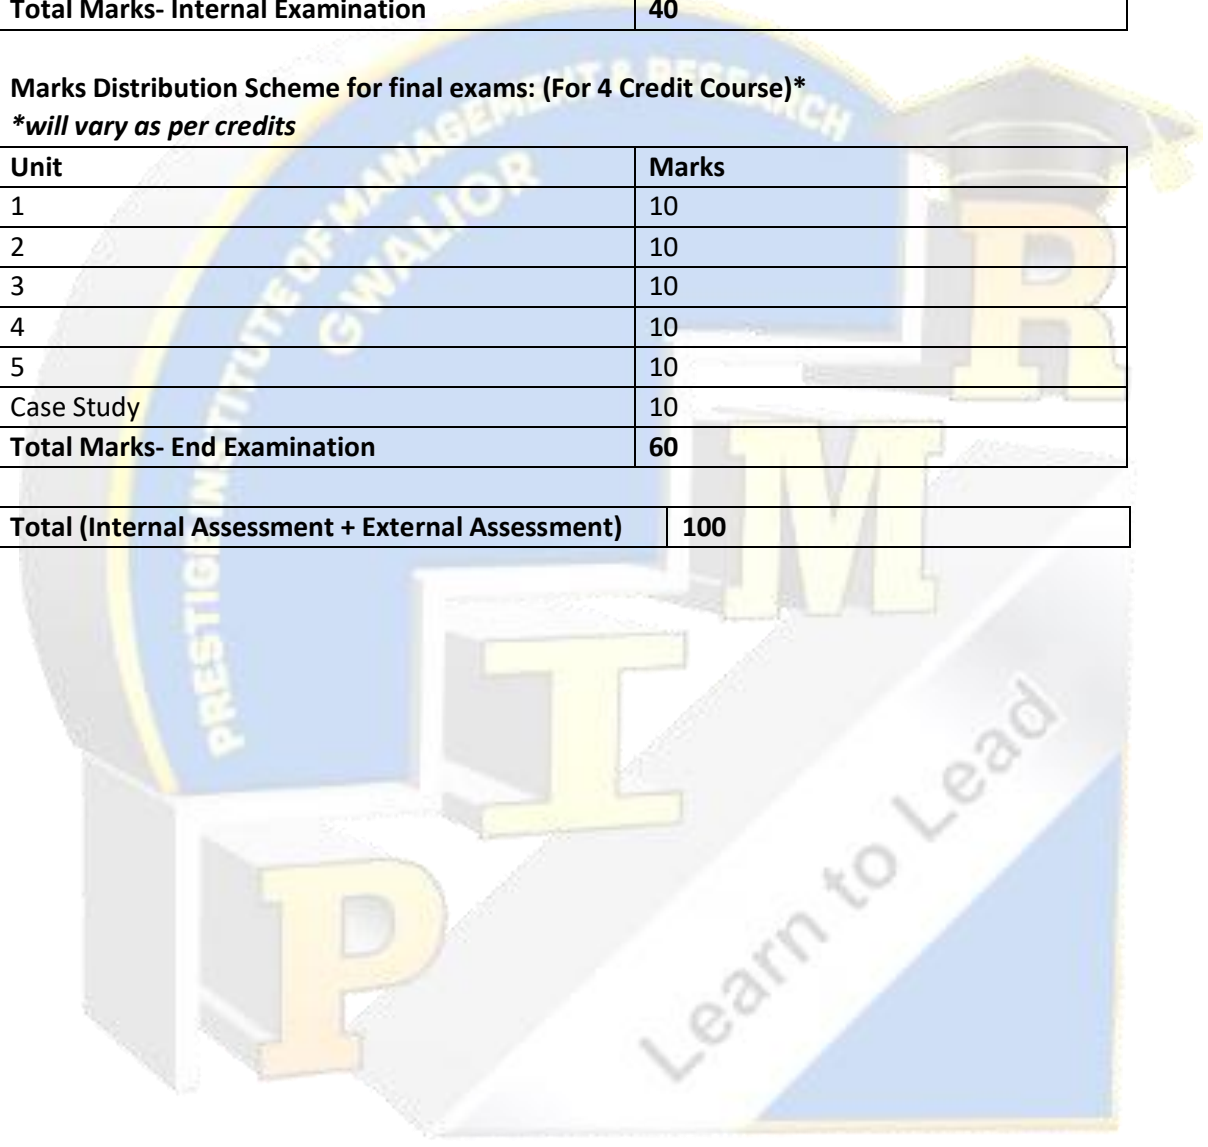 Total Marks- Internal Examination 40
Marks Distribution Scheme for final exams: (For 4 Credit Course)*
*will vary as per credits
Unit Marks
1 10
2 10
3 10
4 10
5 10
Case Study 10
Total Marks- End Examination 60
Total (Internal Assessment + External Assessment) 100
PRESTIGE INSTITUTE OF MANAGEMENT & RESEARCH
GWALIOR
P
I
M
R
Learn to Lead